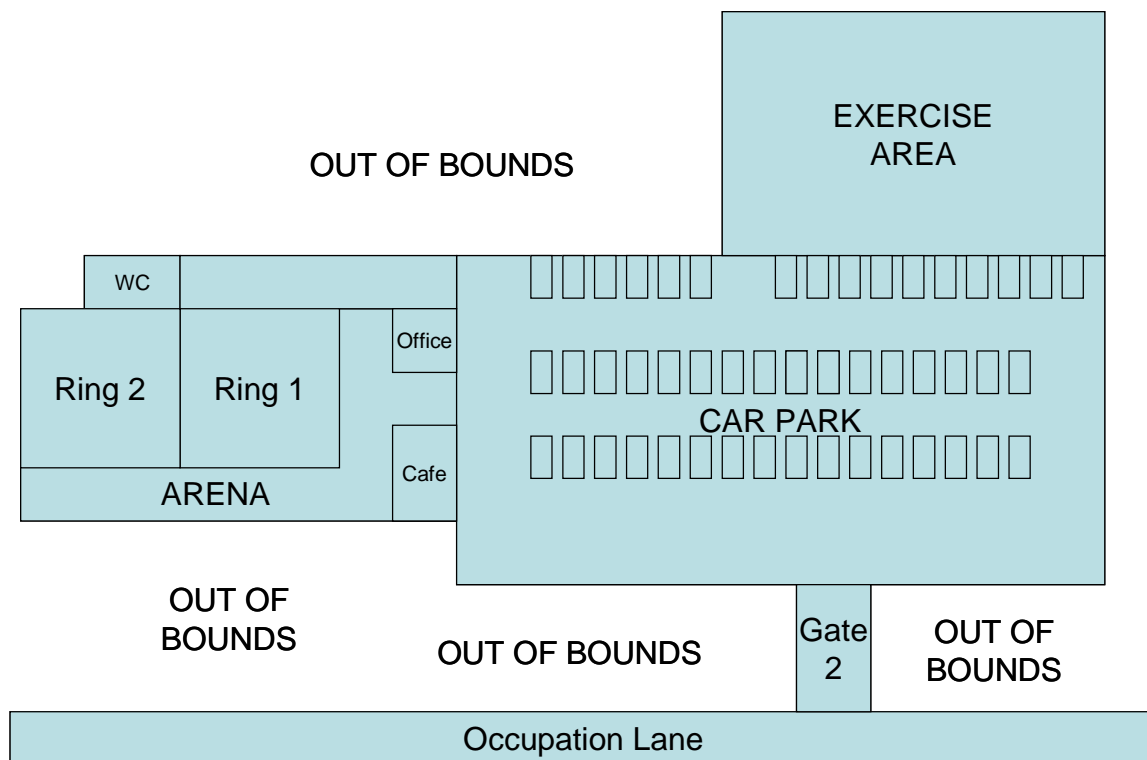 EXERCISE
AREA
OUT OF BOUNDS
WC
Office
Ring 2
Ring 1
CAR PARK
Cafe
ARENA
OUT OF
BOUNDS
OUT OF BOUNDS
Gate
2
OUT OF
BOUNDS
Occupation Lane